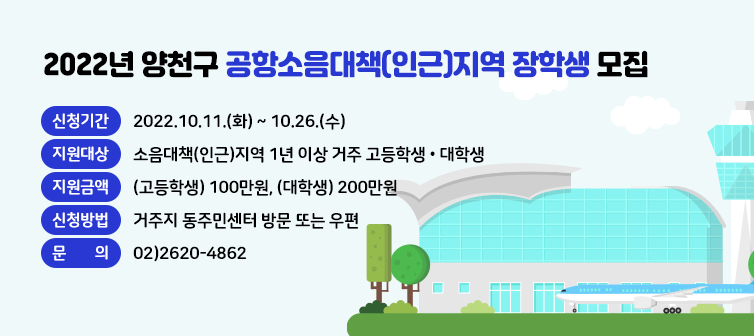 2022년 양천구 공항소음대책(인근)지역 장학생 모집
신청기간 2022.10.11.(화) ~ 10.26.(수)
지원대상 소음대책(인근)지역 1년 이상 거주 고등학생 • 대학생
지원금액 (고등학생) 100만원, (대학생) 200만원
신청방법 거주지 동주민센터 방문 또는 우편
문 의 02)2620-4862